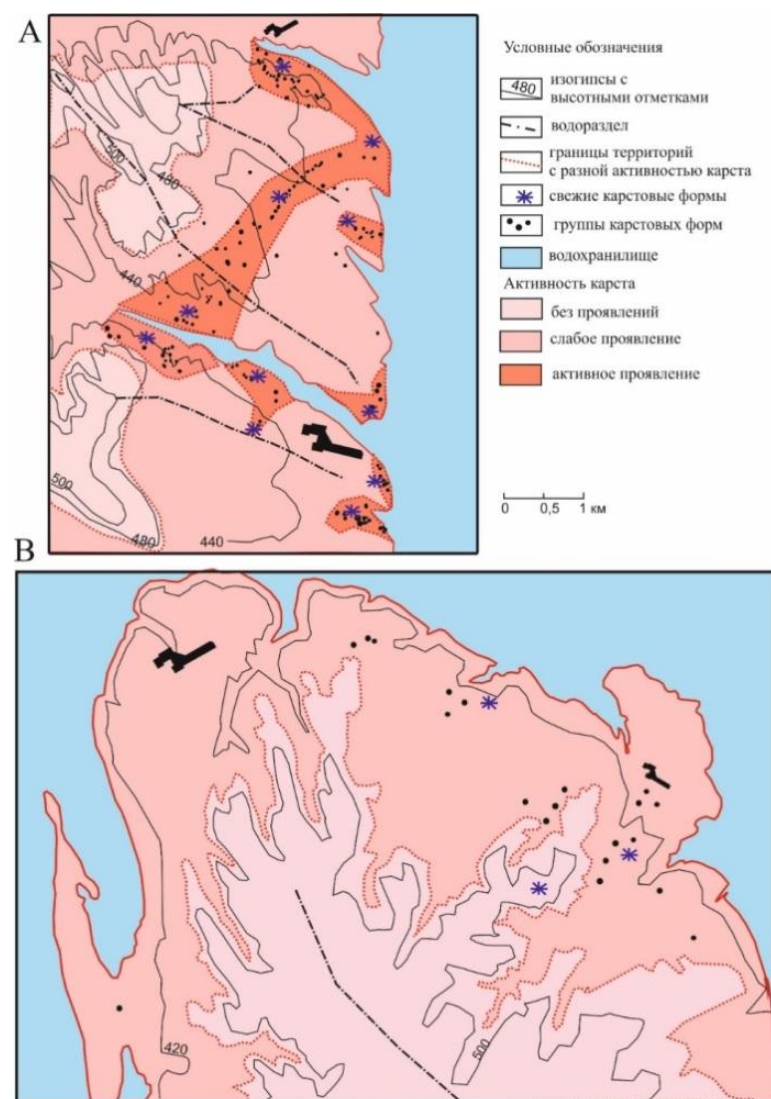 A
Условные обозначения
480
изогипсы с
высотными отметками
водораздел
границы территорий
с разной активностью карста
свежие карстовые формы
группы карстовых форм
водохранилище
Активность карста
без проявлений
слабое проявление
активное проявление
0 0,5 1 км
500
480
440
500
480
440
B
420
500